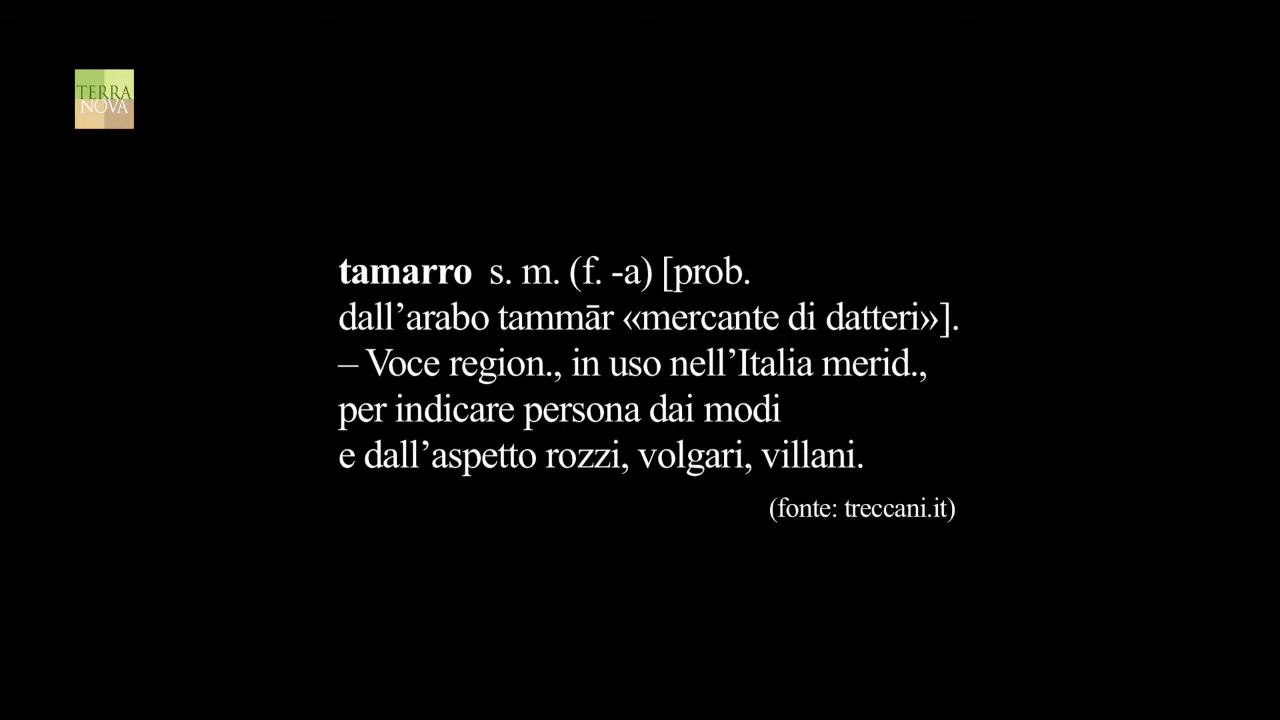 TERRA
NOVA
tamarro s. m. (f. -a) [prob.
dall’arabo tammār «mercante di datteri»].
– Voce region., in uso nell’Italia merid.,
per indicare persona dai modi
e dall’aspetto rozzi, volgari, villani.
(fonte: treccani.it)